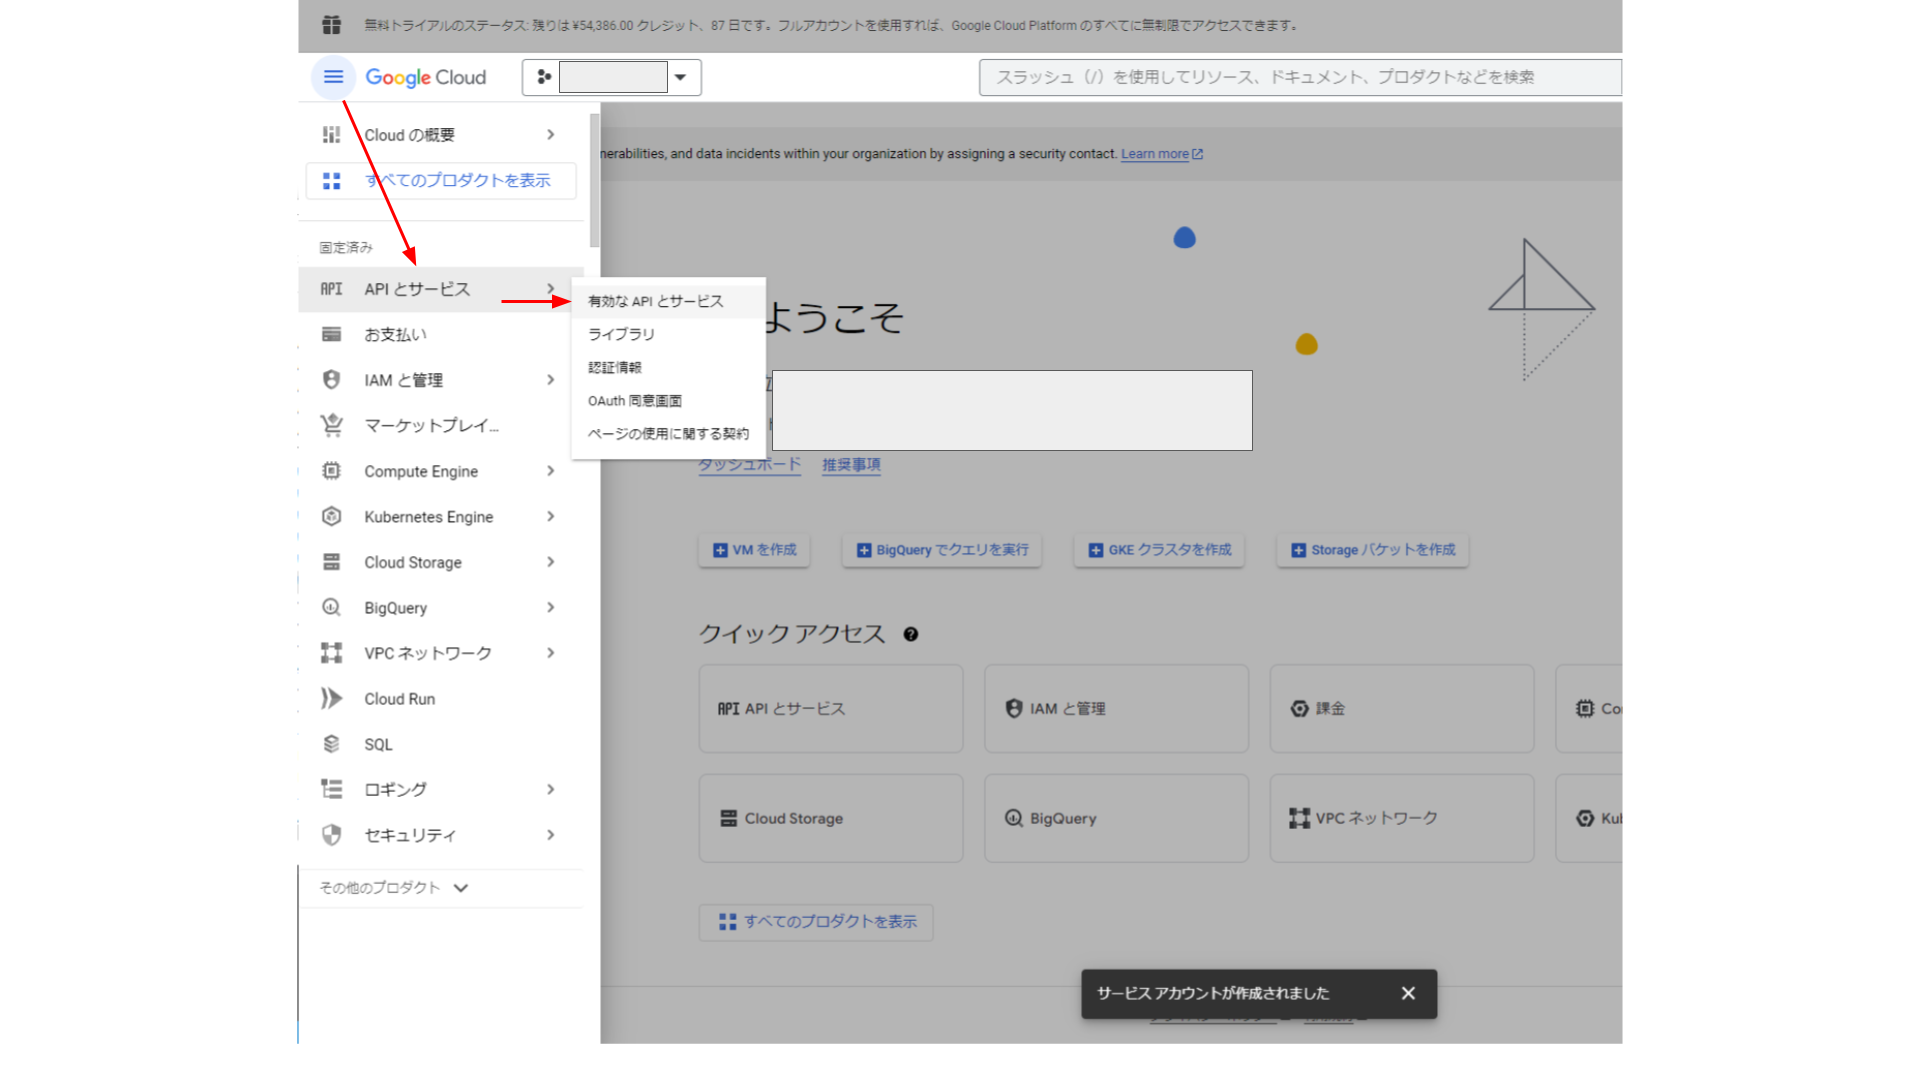 無料トライアルのステータス: 残りは ¥54,386.00 クレジット、87 日です。フルアカウントを使用すれば、Google Cloud Platform のすべてに無制限でアクセスできます。
Google Cloud
スラッシュ（/）を使用してリソース、ドキュメント、プロダクトなどを検索
Cloud の概要
すべてのプロダクトを表示
固定済み
API API とサービス
お支払い
IAM と管理
マーケットプレイ...
Compute Engine
Kubernetes Engine
Cloud Storage
BigQuery
VPC ネットワーク
Cloud Run
SQL
ロギング
セキュリティ
その他のプロダクト
有効な API とサービス
ライブラリ
認証情報
OAuth 同意画面
ページの使用に関する契約
nerabilities, and data incidents within your organization by assigning a security contact. Learn more
ようこそ
ダッシュボード 推奨事項
VM を作成 BigQuery でクエリを実行 GKE クラスタを作成 Storage バケットを作成
クイック アクセス
API API とサービス IAM と管理 課金 Co
Cloud Storage BigQuery VPC ネットワーク Kub
すべてのプロダクトを表示
サービス アカウントが作成されました